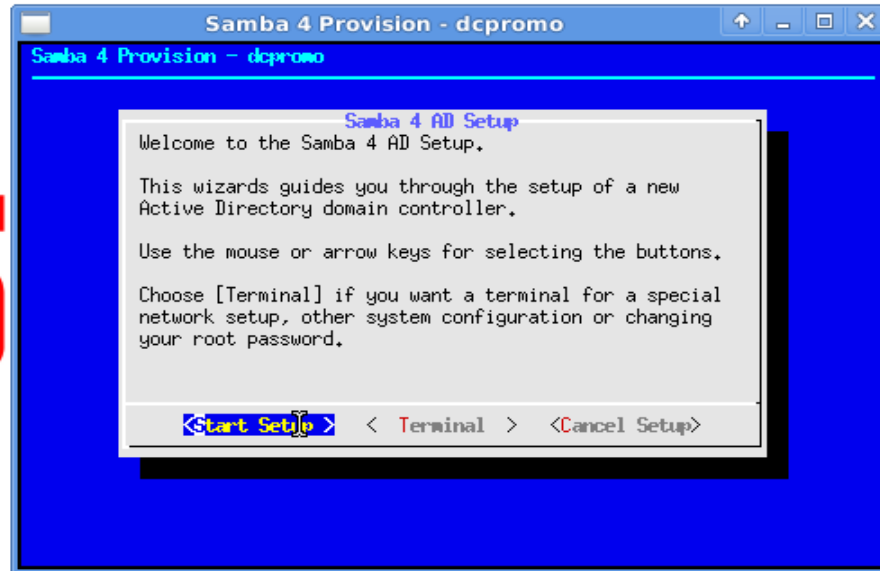 Samba 4 Provision - dcpromo
Samba 4 Provision - dcpromo
Samba 4 AD Setup
Welcome to the Samba 4 AD Setup.
This wizards guides you through the setup of a new
Active Directory domain controller.
Use the mouse or arrow keys for selecting the buttons.
Choose [Terminal] if you want a terminal for a special
network setup, other system configuration or changing
your root password.
<Start Setup > < Terminal > <Cancel Setup>